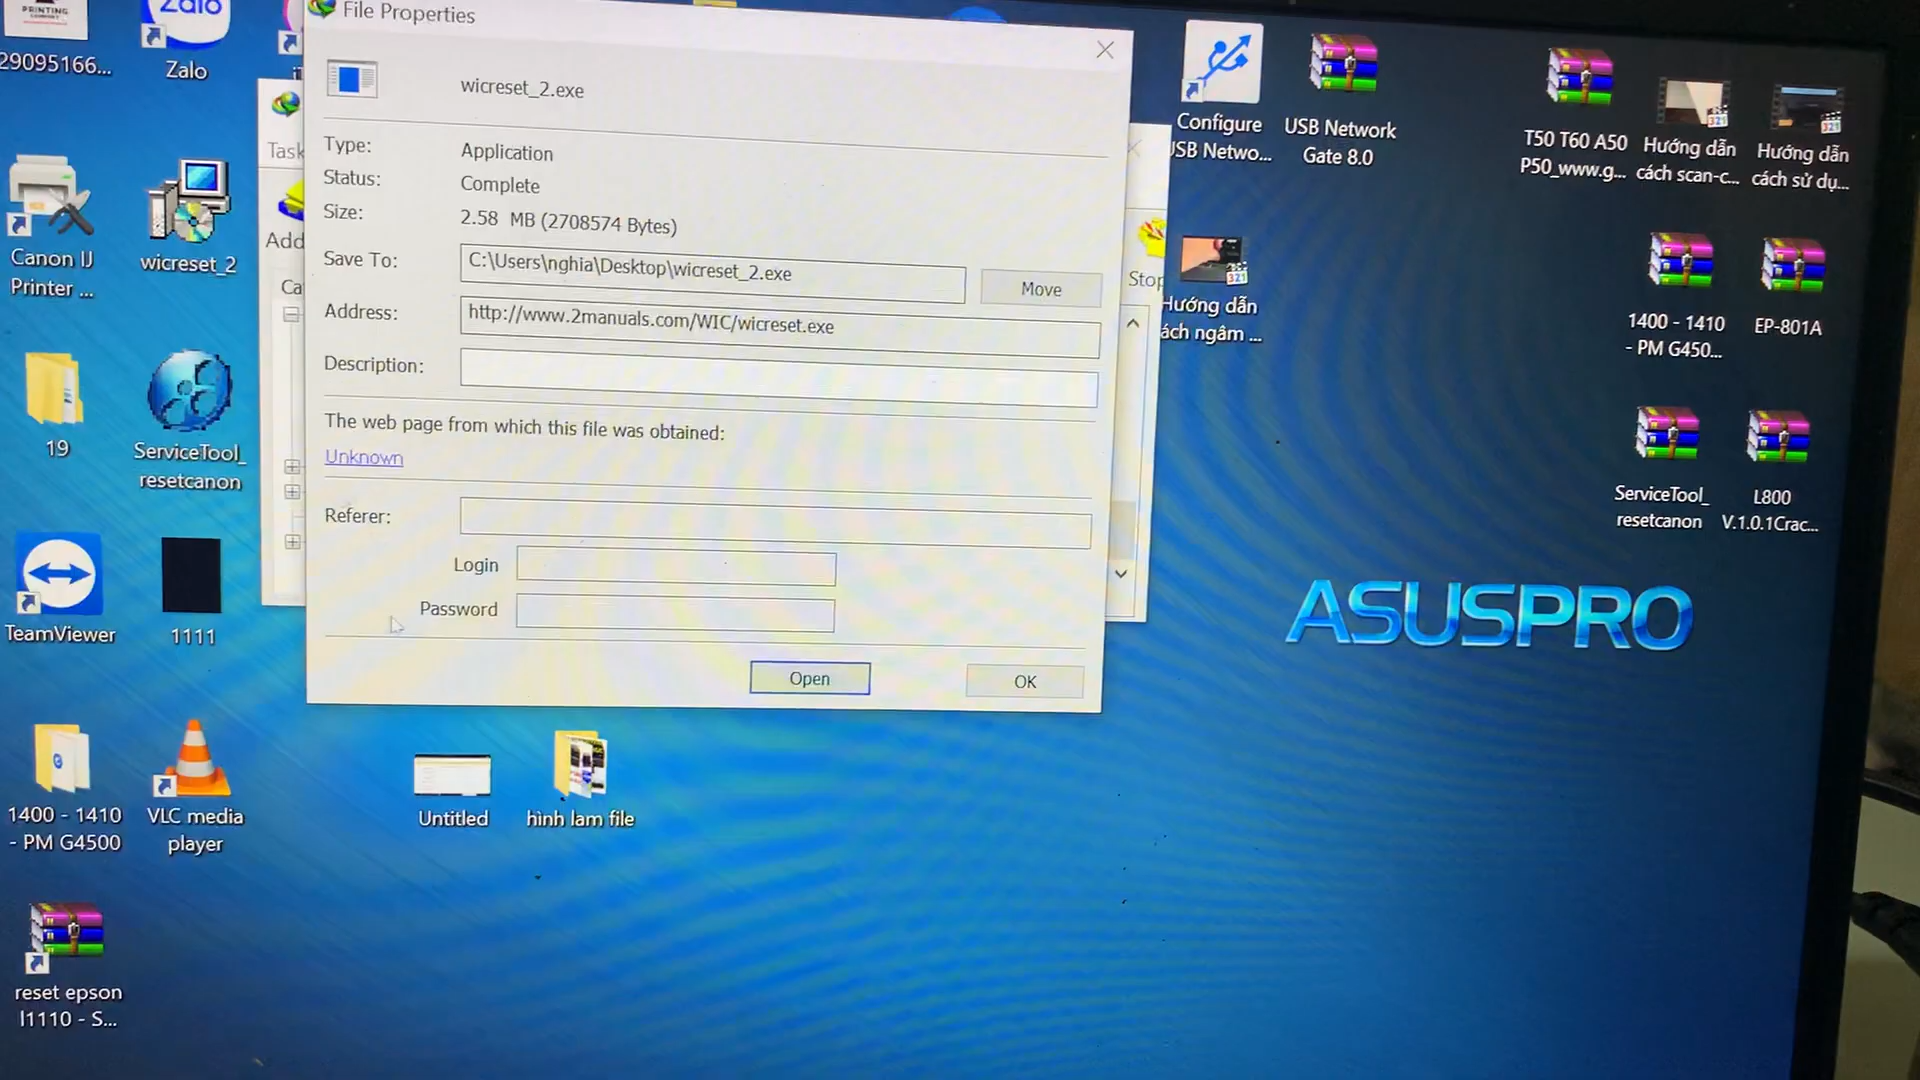 PRINTING
29095166...
Zalo
Zalo
Canon IJ
Printer ...
wicreset_2
19
ServiceTool_
resetcanon
TeamViewer
1111
1400 - 1410
- PM G4500
VLC media
player
reset epson
l1110 - S...
Untitled
hình lam file
Task
Add
Ca
Stop
File Properties
wicreset_2.exe
Type:
Application
Status:
Complete
Size:
2.58 MB (2708574 Bytes)
Save To:
C:\Users\nghia\Desktop\wicreset_2.exe
Move
Address:
http://www.2manuals.com/WIC/wicreset.exe
Description:
The web page from which this file was obtained:
Unknown
Referer:
Login
Password
Open
OK
Configure
USB Netwo...
USB Network
Gate 8.0
Hướng dẫn
cách ngâm ...
T50 T60 A50
P50_www.g...
Hướng dẫn
cách scan-c...
Hướng dẫn
cách sử dụ...
1400 - 1410
- PM G450...
EP-801A
ServiceTool_
resetcanon
L800
V.1.0.1Crac...
ASUSPRO